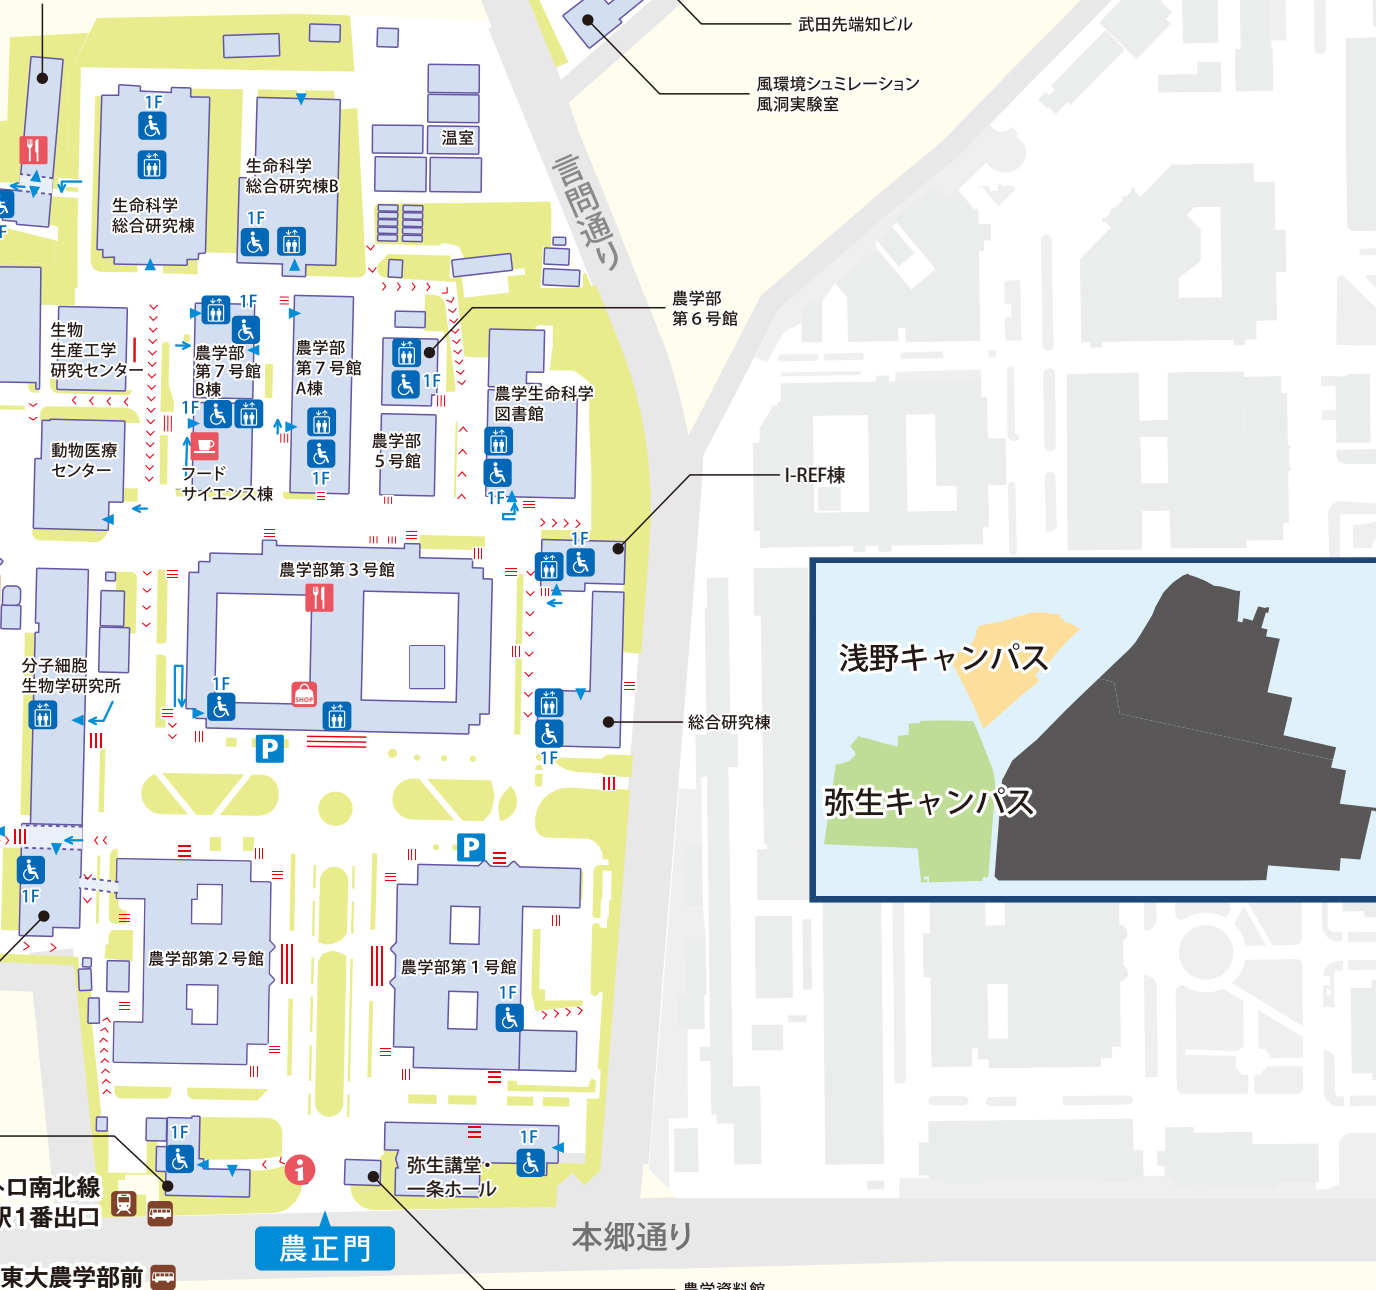 武田先端知ビル
風環境シュミレーション
風洞実験室
1F
温室
言問通り
生命科学
総合研究棟B
生命科学
総合研究棟
1F
F
農学部
第６号館
1F
生物
生産工学
研究センター
農学部
第７号館
B棟
農学部
第７号館
A棟
1F
農学生命科学
図書館
1F
動物医療
センター
農学部
５号館
フード
サイエンス棟
1F
1F
I-REF棟
1F
農学部第３号館
浅野キャンパス
分子細胞
生物学研究所
1F
SHOP
総合研究棟
1F
P
弥生キャンパス
P
1F
農学部第２号館
農学部第１号館
1F
1F
1F
弥生講堂・
一条ホール
トロ南北線
駅1番出口
i
農正門
本郷通り
東大農学部前
農学資料館